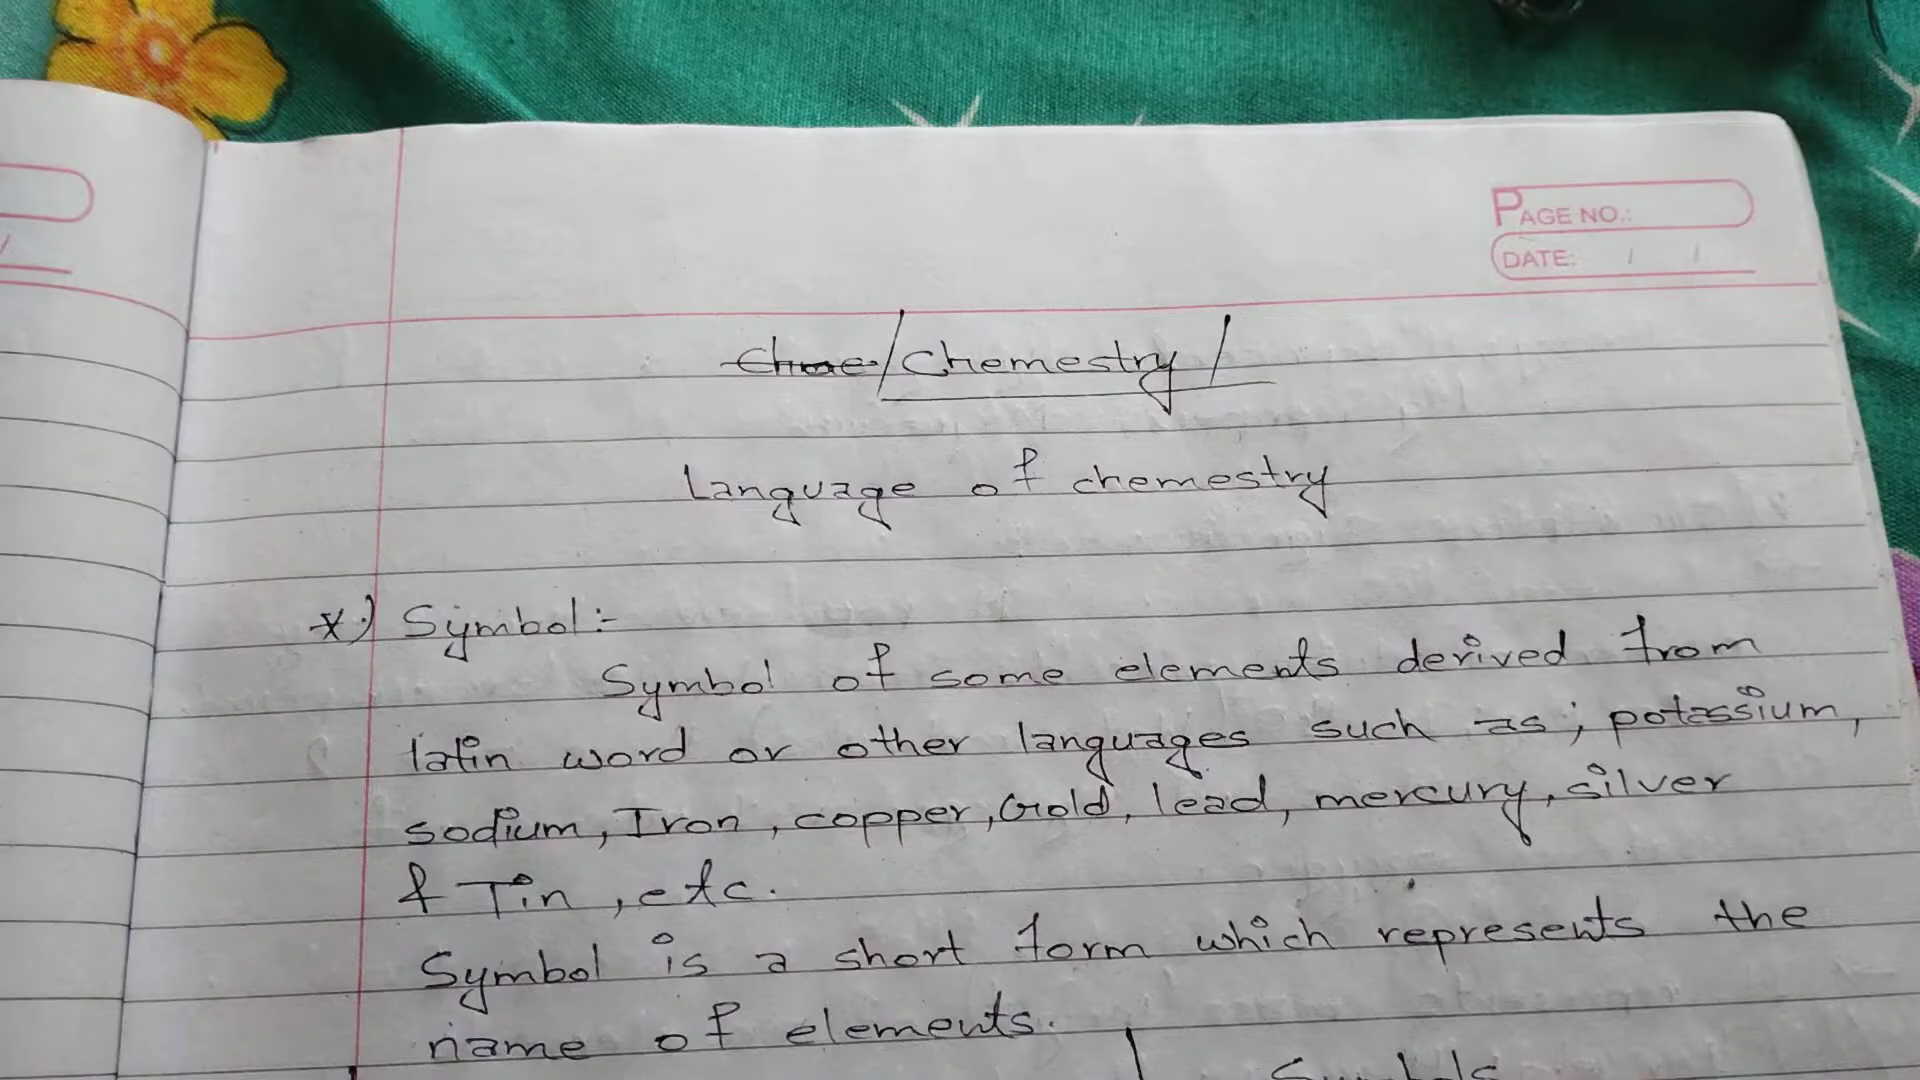 PAGE NO.:
DATE: / /
/Chemestry/
Language of chemestry
*) Symbol:-
Symbol of some elements derived from
latin word or other languages such as; potassium,
sodium, Iron, copper, Gold, lead, mercury, silver
& Tin, etc.
Symbol is a short form which represents the
name of elements.